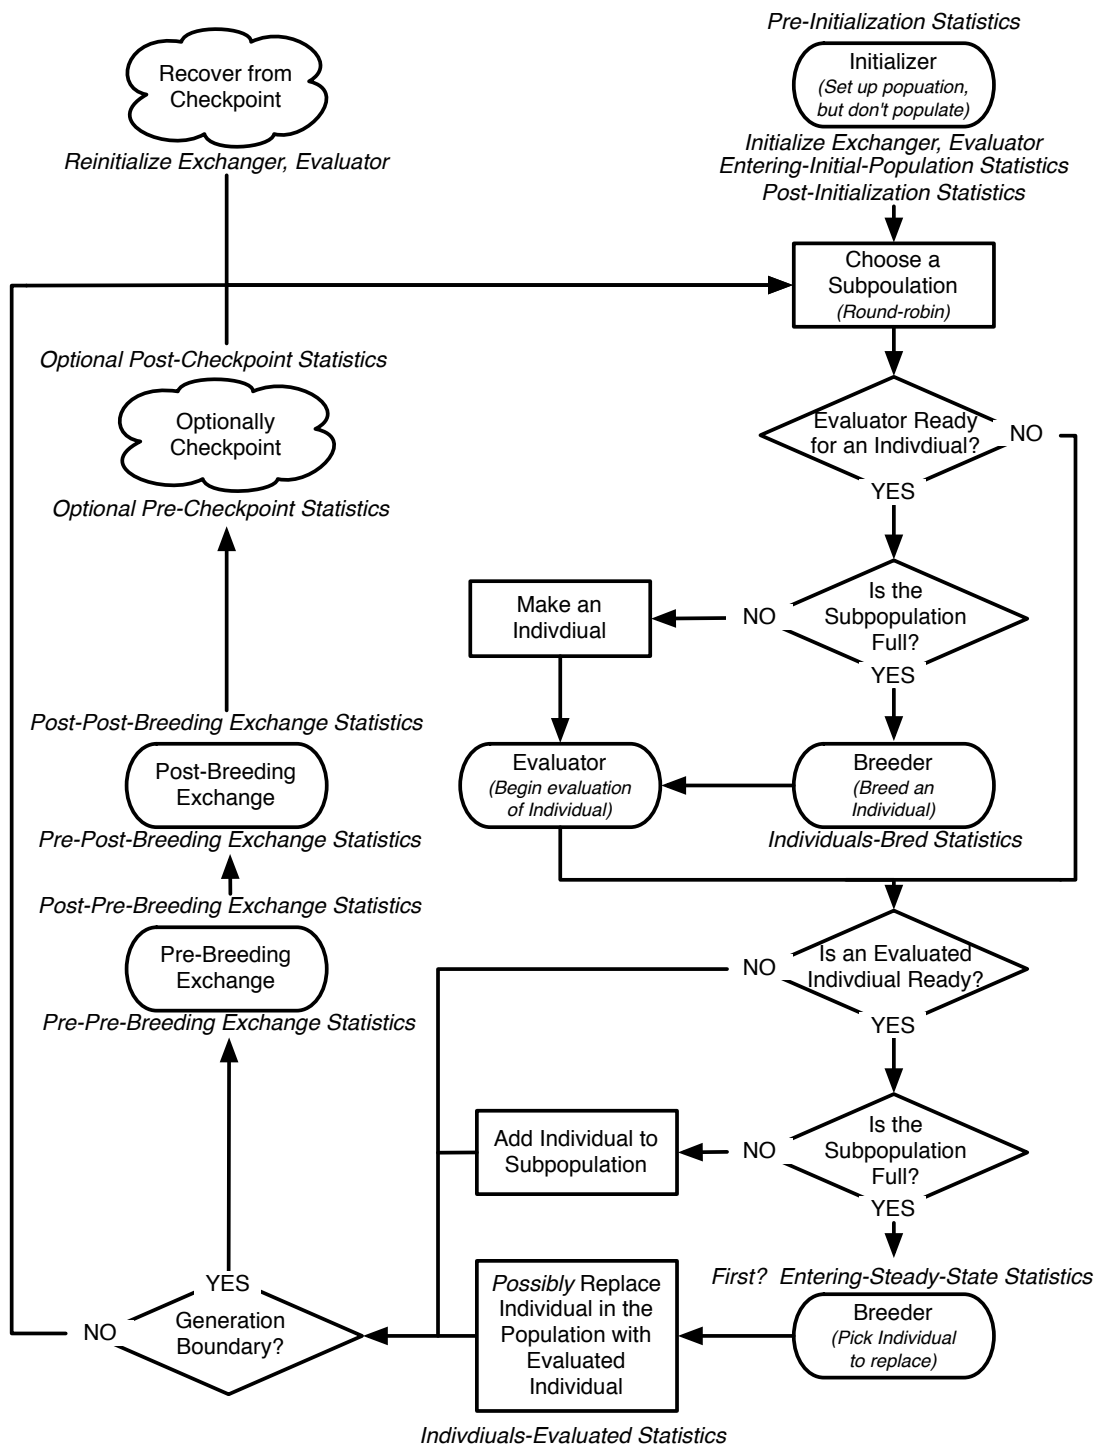 Pre-Initialization Statistics
Initializer
(Set up popuation,
but don't populate)
Initialize Exchanger, Evaluator
Entering-Initial-Population Statistics
Post-Initialization Statistics
Recover from
Checkpoint
Reinitialize Exchanger, Evaluator
Choose a
Subpoulation
(Round-robin)
Optional Post-Checkpoint Statistics
Optionally
Checkpoint
Optional Pre-Checkpoint Statistics
Evaluator Ready
for an Indivdiual?
NO
YES
Is the
Subpopulation
Full?
NO
YES
Make an
Indivdiual
Evaluator
(Begin evaluation
of Individual)
Breeder
(Breed an
Individual)
Individuals-Bred Statistics
Post-Post-Breeding Exchange Statistics
Post-Breeding
Exchange
Pre-Post-Breeding Exchange Statistics
Post-Pre-Breeding Exchange Statistics
Pre-Breeding
Exchange
Pre-Pre-Breeding Exchange Statistics
Is an Evaluated
Indivdiual Ready?
NO
YES
Is the
Subpopulation
Full?
NO
YES
Add Individual to
Subpopulation
First? Entering-Steady-State Statistics
Breeder
(Pick Individual
to replace)
Possibly Replace
Individual in the
Population with
Evaluated
Individual
Indivdiuals-Evaluated Statistics
YES
Generation
Boundary?
NO